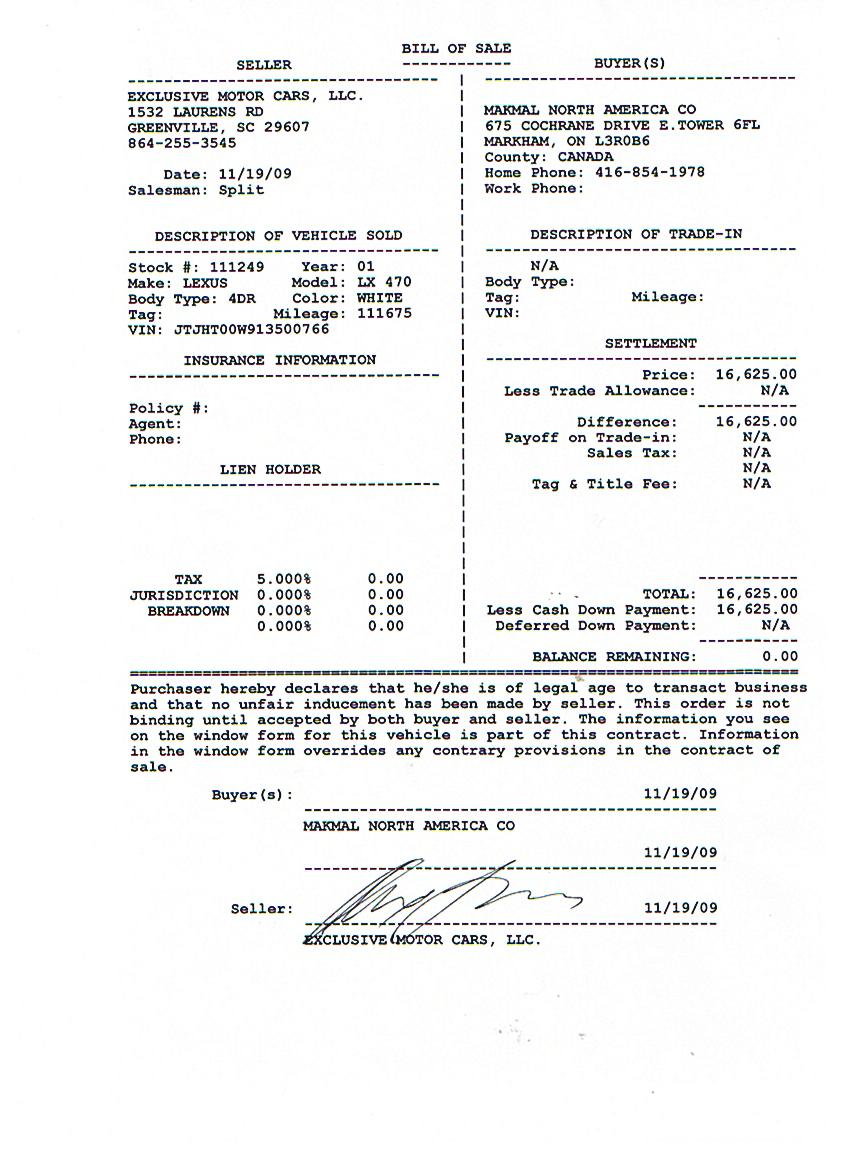 BILL OF SALE
SELLER
EXCLUSIVE MOTOR CARS, LLC.
1532 LAURENS RD
GREENVILLE, SC 29607
864-255-3545
Date: 11/19/09
Salesman: Split
DESCRIPTION OF VEHICLE SOLD
Stock #: 111249 Year: 01
Make: LEXUS Model: LX 470
Body Type: 4DR Color: WHITE
Tag: Mileage: 111675
VIN: JTJHT00W913500766
INSURANCE INFORMATION
Policy #:
Agent:
Phone:
LIEN HOLDER
TAX 5.000% 0.00
JURISDICTION 0.000% 0.00
BREAKDOWN 0.000% 0.00
0.000% 0.00
BUYER(S)
MAKMAL NORTH AMERICA CO
675 COCHRANE DRIVE E.TOWER 6FL
MARKHAM, ON L3R0B6
County: CANADA
Home Phone: 416-854-1978
Work Phone:
DESCRIPTION OF TRADE-IN
N/A
Body Type:
Tag: Mileage:
VIN:
SETTLEMENT
Price: 16,625.00
Less Trade Allowance: N/A
Difference: 16,625.00
Payoff on Trade-in: N/A
Sales Tax: N/A
N/A
Tag & Title Fee: N/A
TOTAL: 16,625.00
Less Cash Down Payment: 16,625.00
Deferred Down Payment: N/A
BALANCE REMAINING: 0.00
Purchaser hereby declares that he/she is of legal age to transact business
and that no unfair inducement has been made by seller. This order is not
binding until accepted by both buyer and seller. The information you see
on the window form for this vehicle is part of this contract. Information
in the window form overrides any contrary provisions in the contract of
sale.
Buyer(s): 11/19/09
MAKMAL NORTH AMERICA CO
11/19/09
Seller: 11/19/09
EXCLUSIVE MOTOR CARS, LLC.